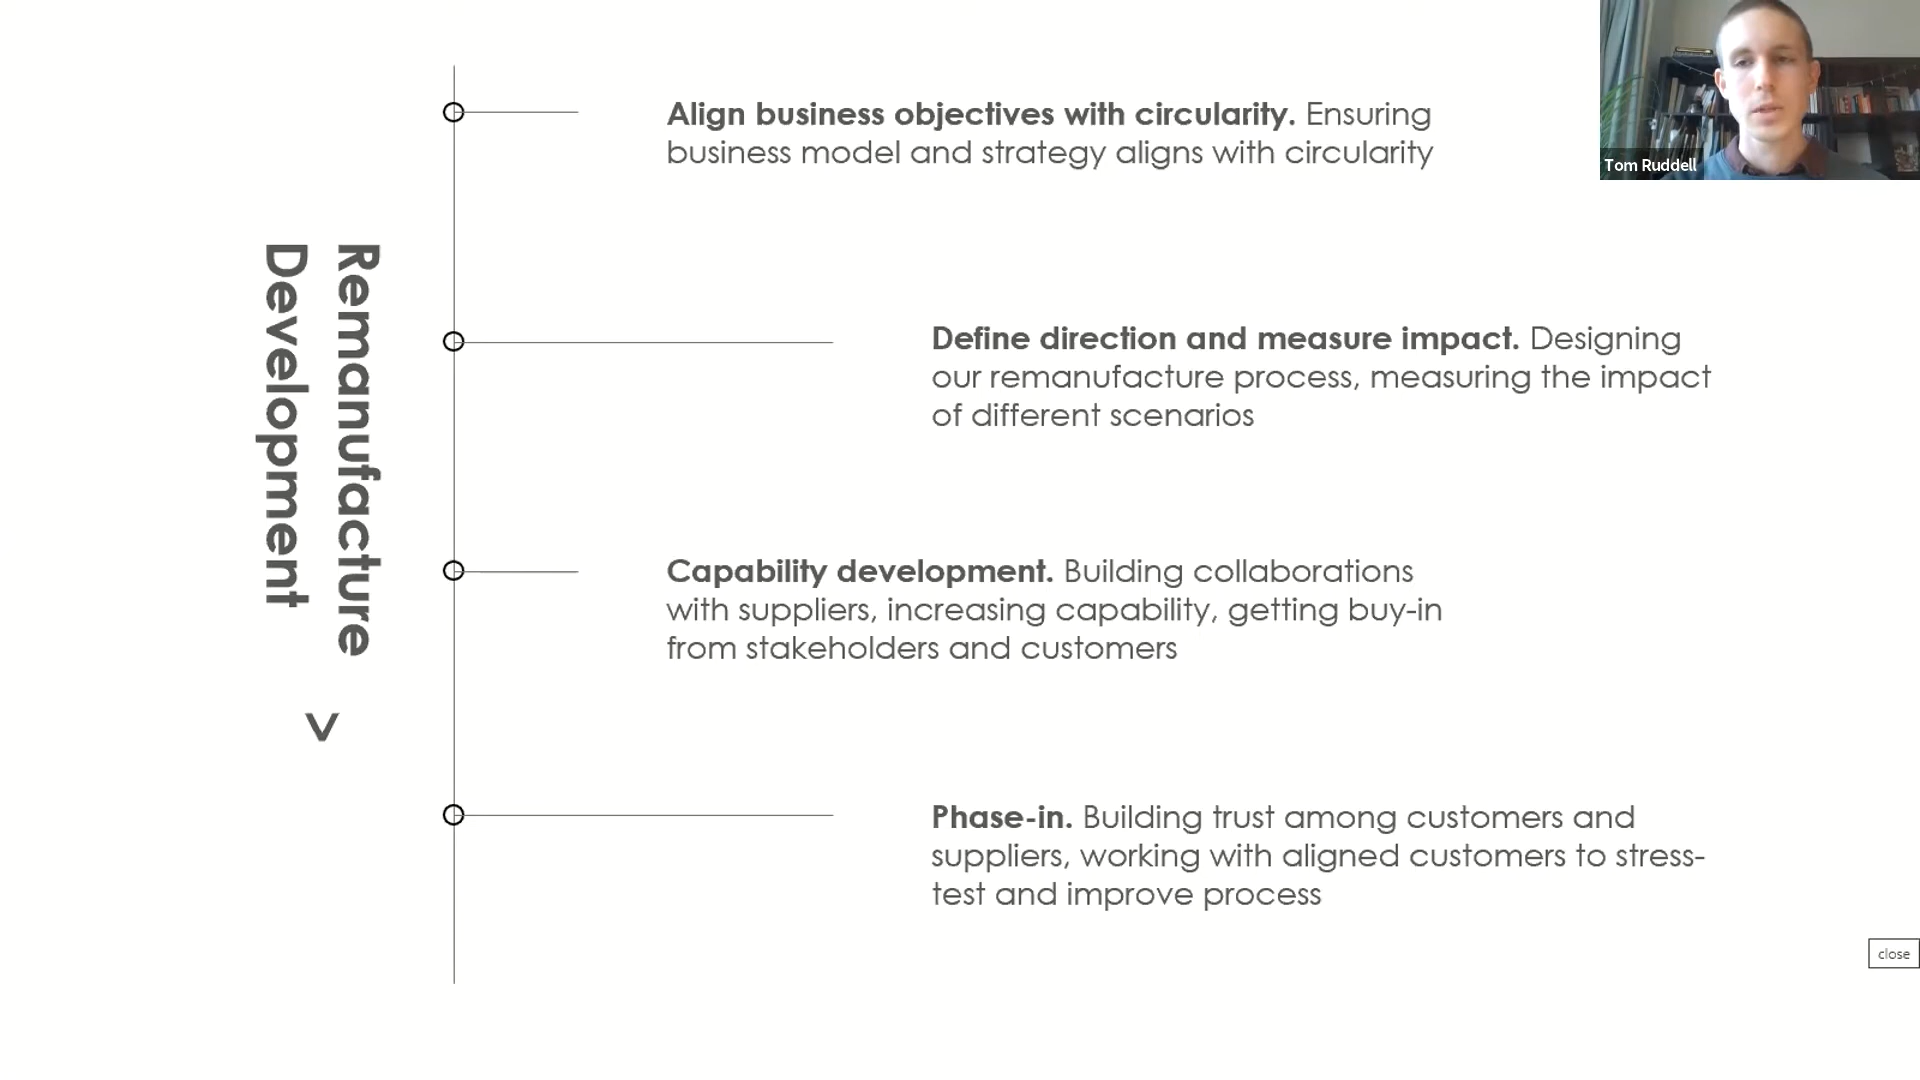 Remanufacture
Development
>
Align business objectives with circularity. Ensuring
business model and strategy aligns with circularity
Define direction and measure impact. Designing
our remanufacture process, measuring the impact
of different scenarios
Capability development. Building collaborations
with suppliers, increasing capability, getting buy-in
from stakeholders and customers
Phase-in. Building trust among customers and
suppliers, working with aligned customers to stress-
test and improve process
Tom Ruddell
close